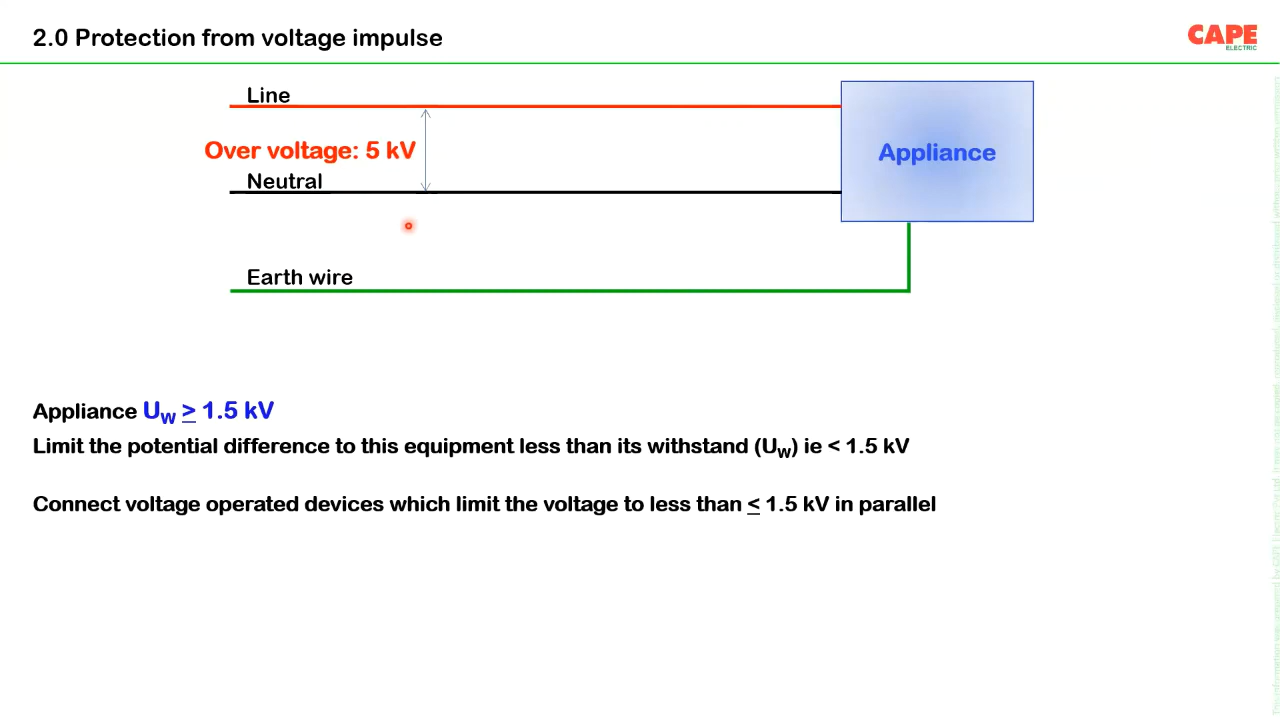 2.0 Protection from voltage impulse
CAPE
ELECTRIC
Line
Over voltage: 5 kV
Appliance
Neutral
Earth wire
Appliance Uw ≥ 1.5 kV
Limit the potential difference to this equipment less than its withstand (Uw) ie < 1.5 kV
Connect voltage operated devices which limit the voltage to less than ≤ 1.5 kV in parallel